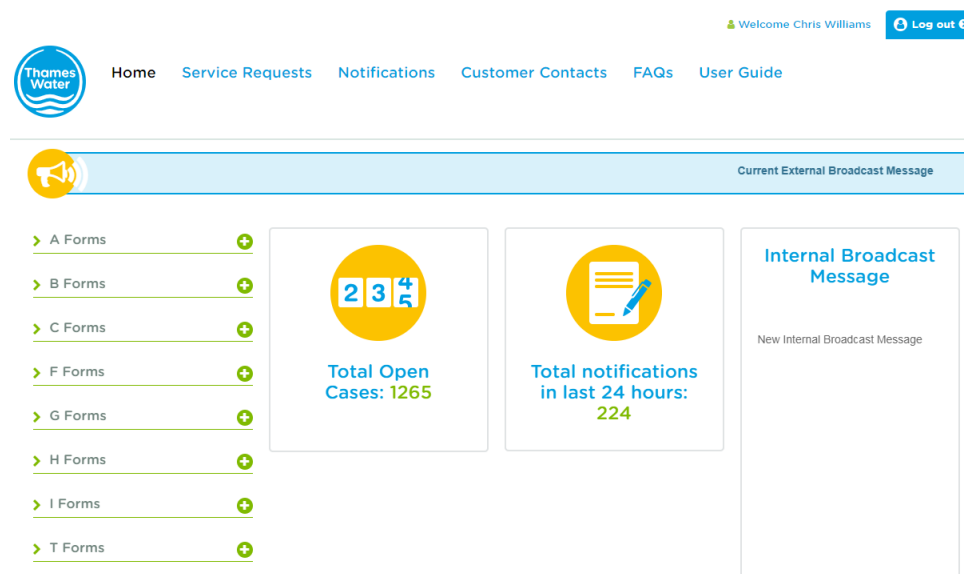 Welcome Chris Williams
Log out
Thames
Water
Home Service Requests Notifications Customer Contacts FAQs User Guide
Current External Broadcast Message
A Forms
B Forms
C Forms
F Forms
G Forms
H Forms
I Forms
T Forms
2 3 4
5
Total Open
Cases: 1265
Total notifications
in last 24 hours:
224
Internal Broadcast
Message
New Internal Broadcast Message